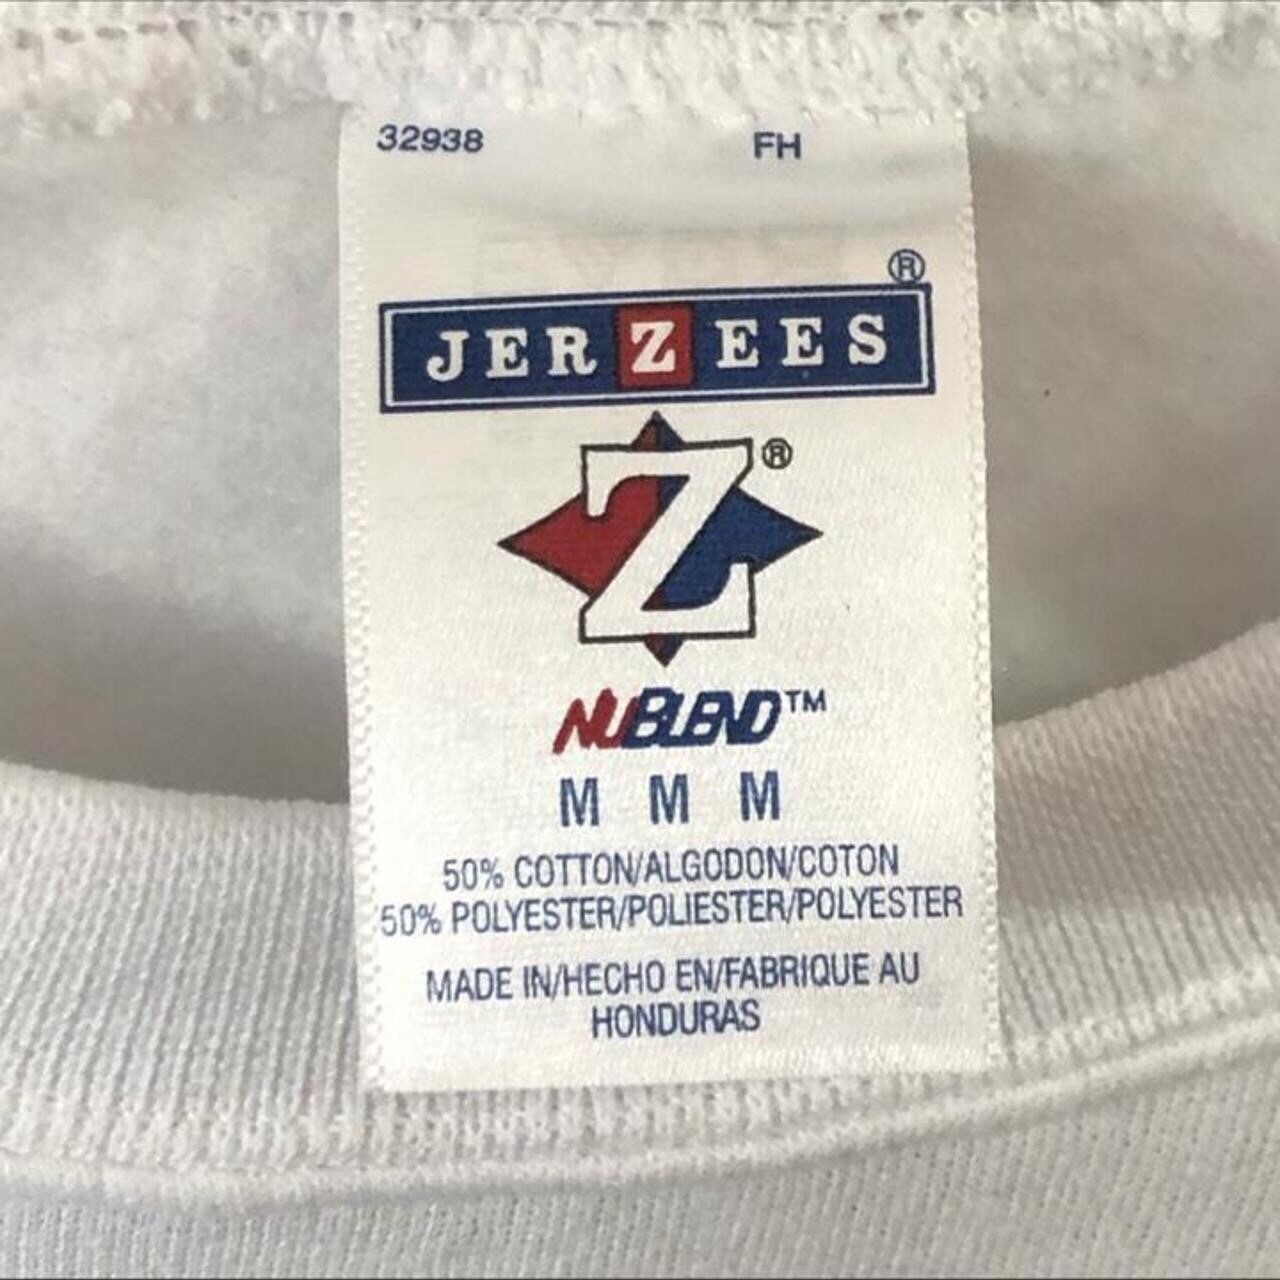 32938 FH
JERZEES®
Z®
NUBLEND™
M M M
50% COTTON/ALGODON/COTON
50% POLYESTER/POLIESTER/POLYESTER
MADE IN/HECHO EN/FABRIQUE AU
HONDURAS